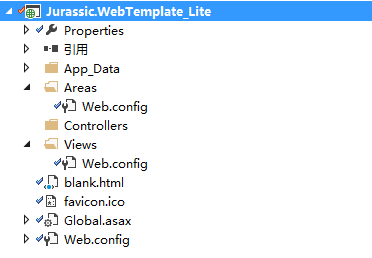 Jurassic.WebTemplate_Lite
Properties
引用
App_Data
Areas
Web.config
Controllers
Views
Web.config
blank.html
favicon.ico
Global.asax
Web.config